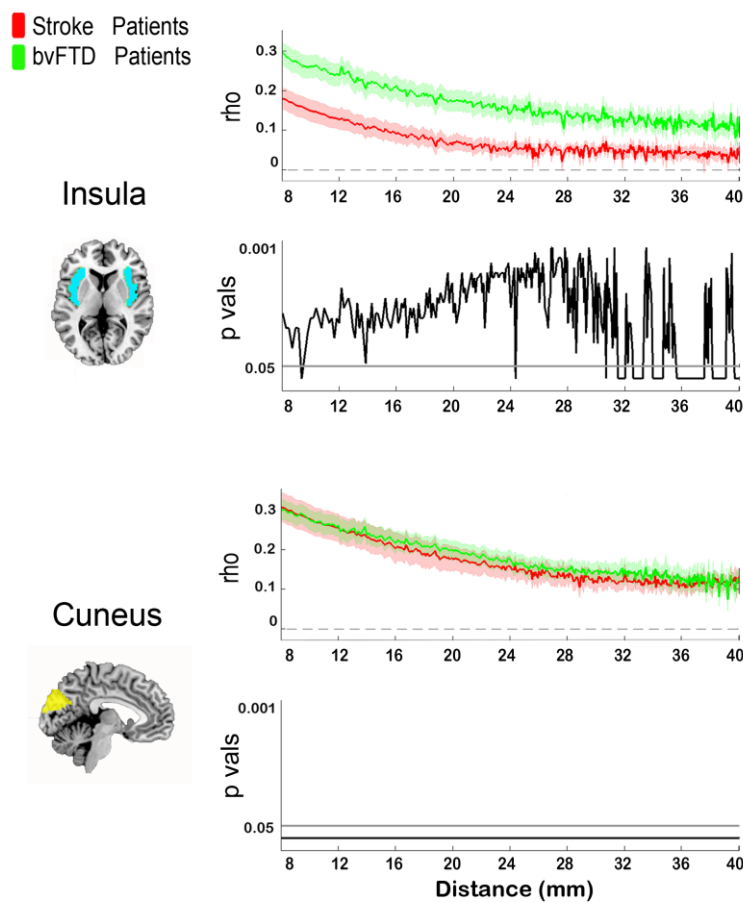 Stroke Patients
bvFTD Patients
Insula
rho
0.3
0.2
0.1
0
8 12 16 20 24 28 32 36 40
p vals
0.001
0.05
8 12 16 20 24 28 32 36 40
Cuneus
rho
0.3
0.2
0.1
0
8 12 16 20 24 28 32 36 40
p vals
0.001
0.05
8 12 16 20 24 28 32 36 40
Distance (mm)